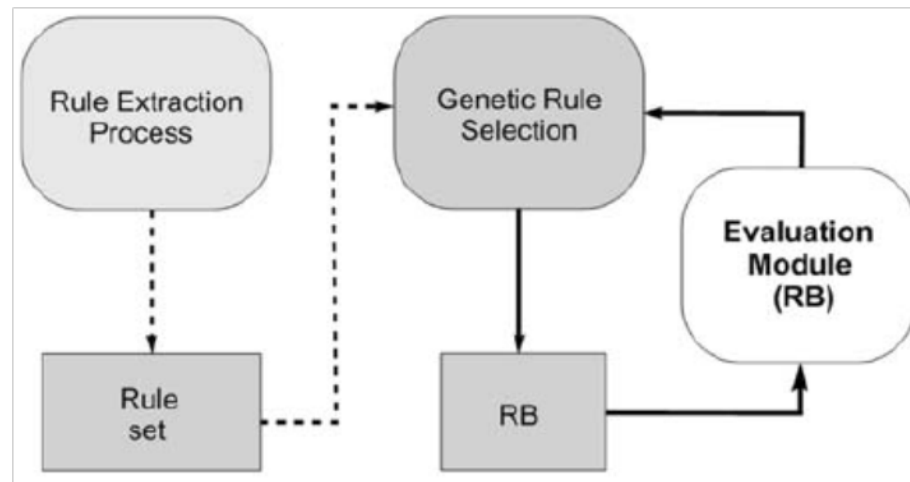 Rule Extraction
Process
Genetic Rule
Selection
Evaluation
Module
(RB)
Rule
set
RB